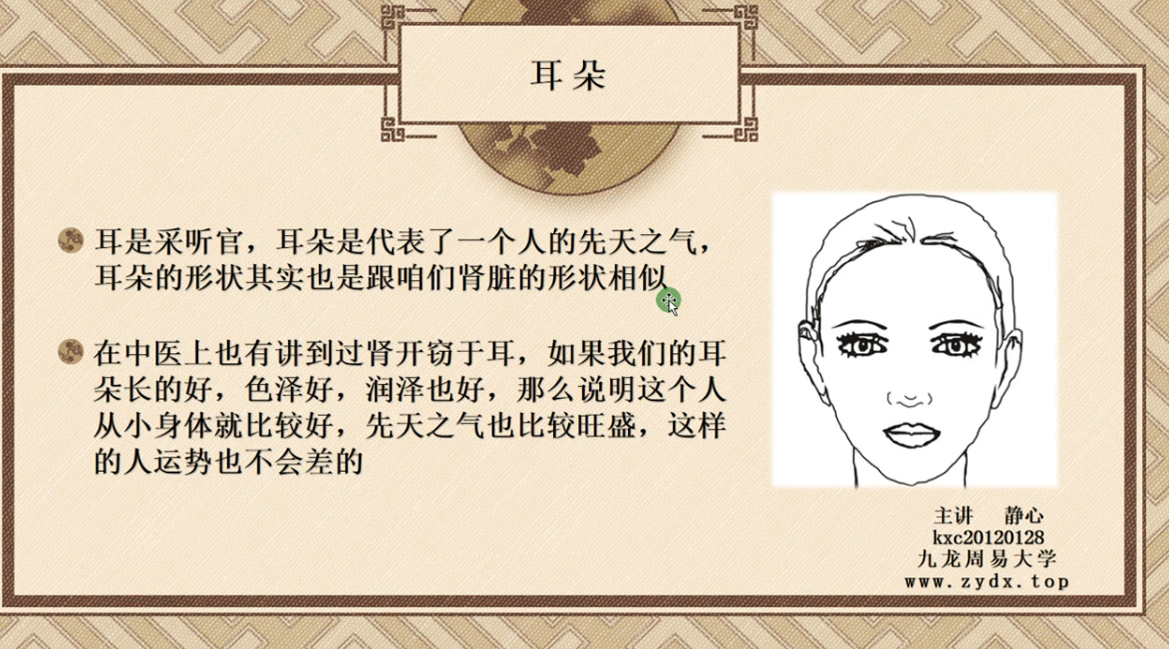 耳朵
耳是采听官，耳朵是代表了一个人的先天之气，
耳朵的形状其实也是跟咱们肾脏的形状相似
在中医上也有讲到过肾开窍于耳，如果我们的耳
朵长的好，色泽好，润泽也好，那么说明这个人
从小身体就比较好，先天之气也比较旺盛，这样
的人运势也不会差的
主讲 静心
kxc20120128
九龙周易大学
www.zydx.top